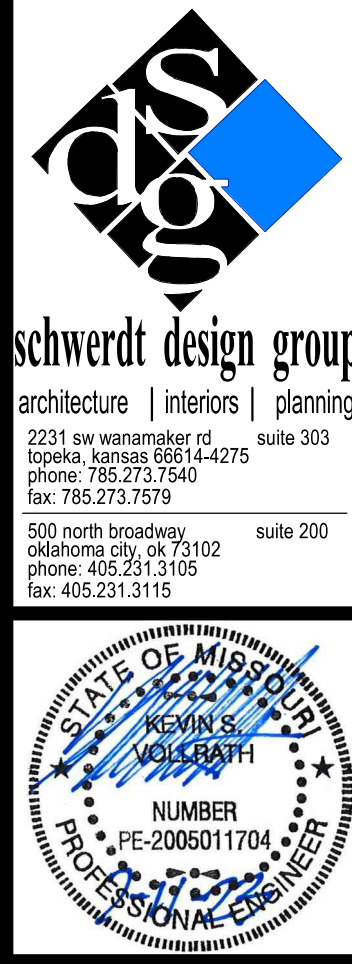 dsg
schwerdt design group
architecture | interiors | planning
2231 sw wanamaker rd suite 303
topeka, kansas 66614-4275
phone: 785.273.7540
fax: 785.273.7579
500 north broadway suite 200
oklahoma city, ok 73102
phone: 405.231.3105
fax: 405.231.3115
STATE OF MISSOURI
KEVIN S.
VOLLRATH
NUMBER
PE-2005011704
PROFESSIONAL ENGINEER